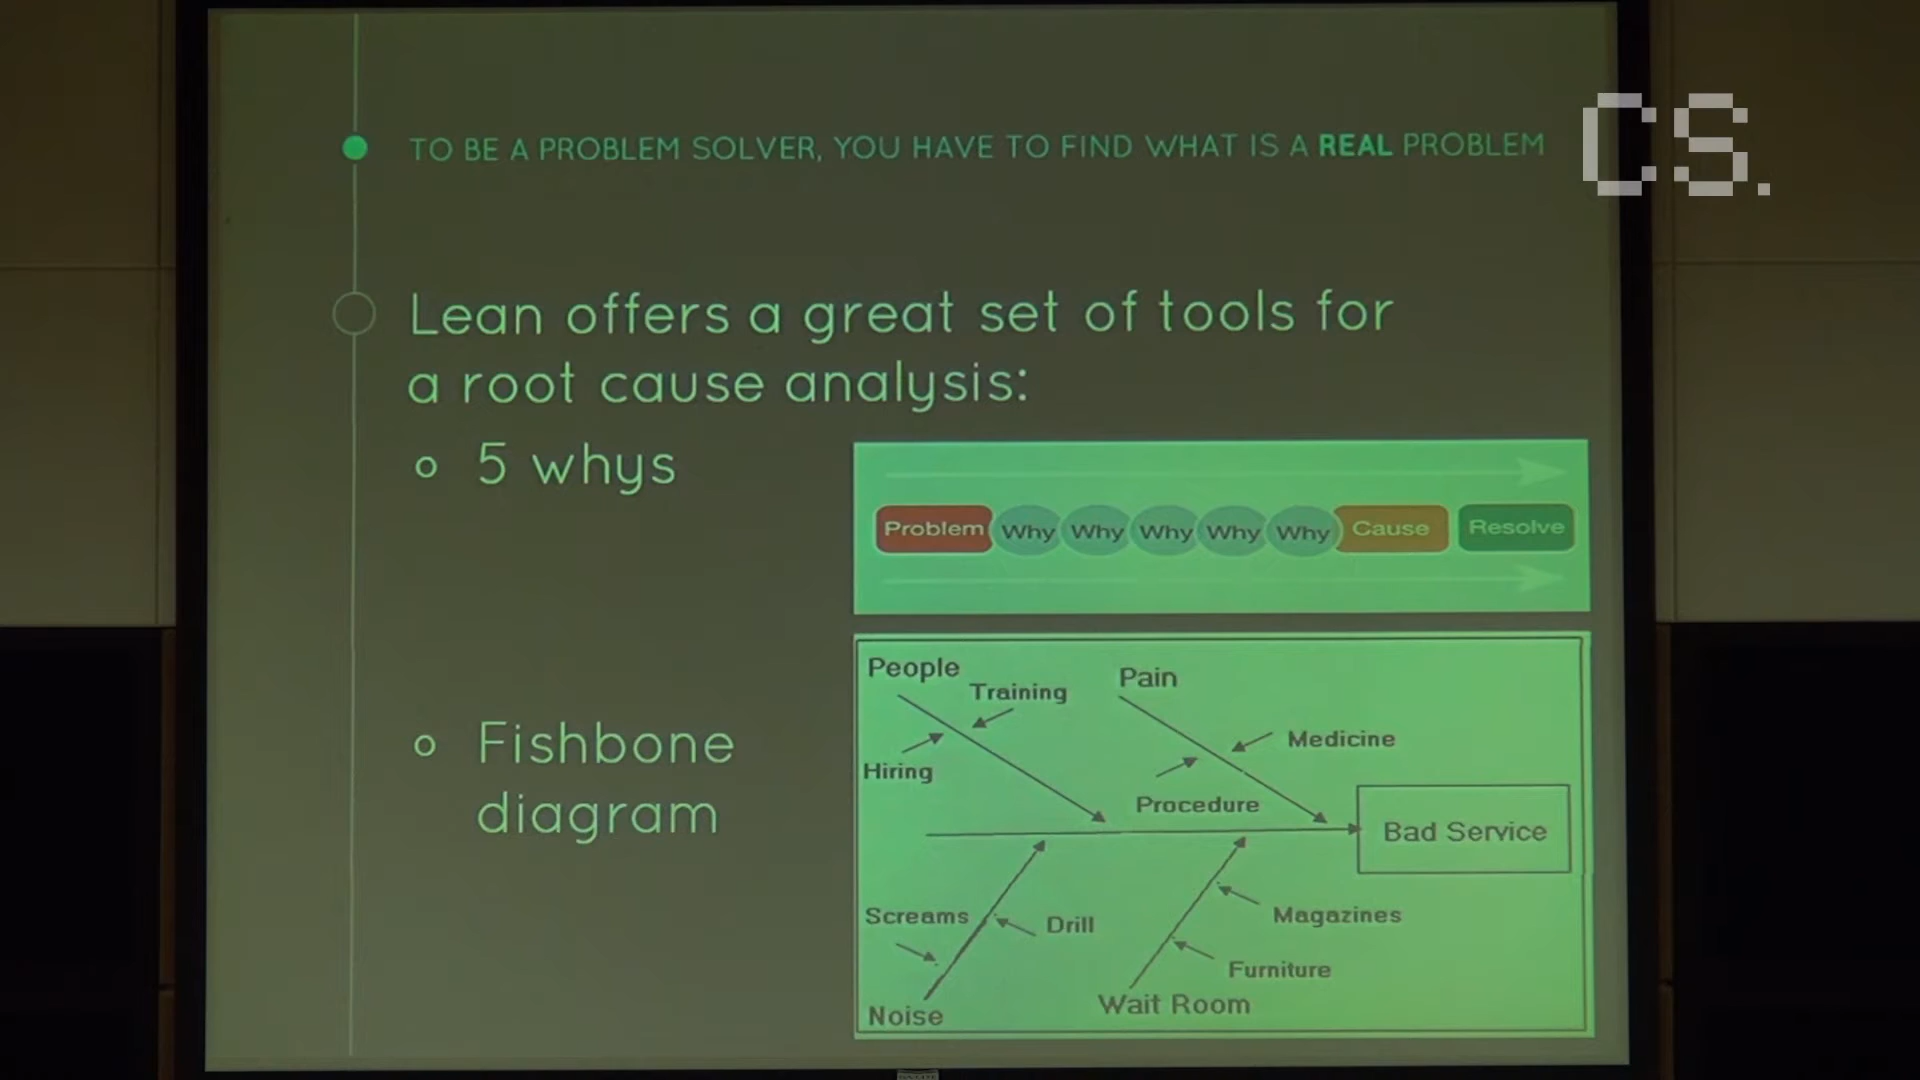 TO BE A PROBLEM SOLVER, YOU HAVE TO FIND WHAT IS A REAL PROBLEM
CS.
Lean offers a great set of tools for
a root cause analysis:
5 whys
Problem Why Why Why Why Why Cause Resolve
Fishbone
diagram
People
Training
Hiring
Pain
Medicine
Procedure
Bad Service
Screams
Drill
Noise
Magazines
Furniture
Wait Room